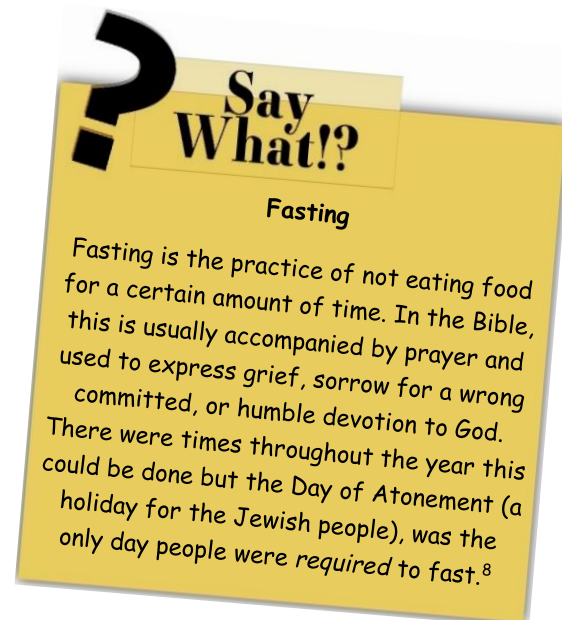 ?
Say
What!?
Fasting
Fasting is the practice of not eating food
for a certain amount of time. In the Bible,
this is usually accompanied by prayer and
used to express grief, sorrow for a wrong
committed, or humble devotion to God.
There were times throughout the year this
could be done but the Day of Atonement (a
holiday for the Jewish people), was the
only day people were required to fast.8